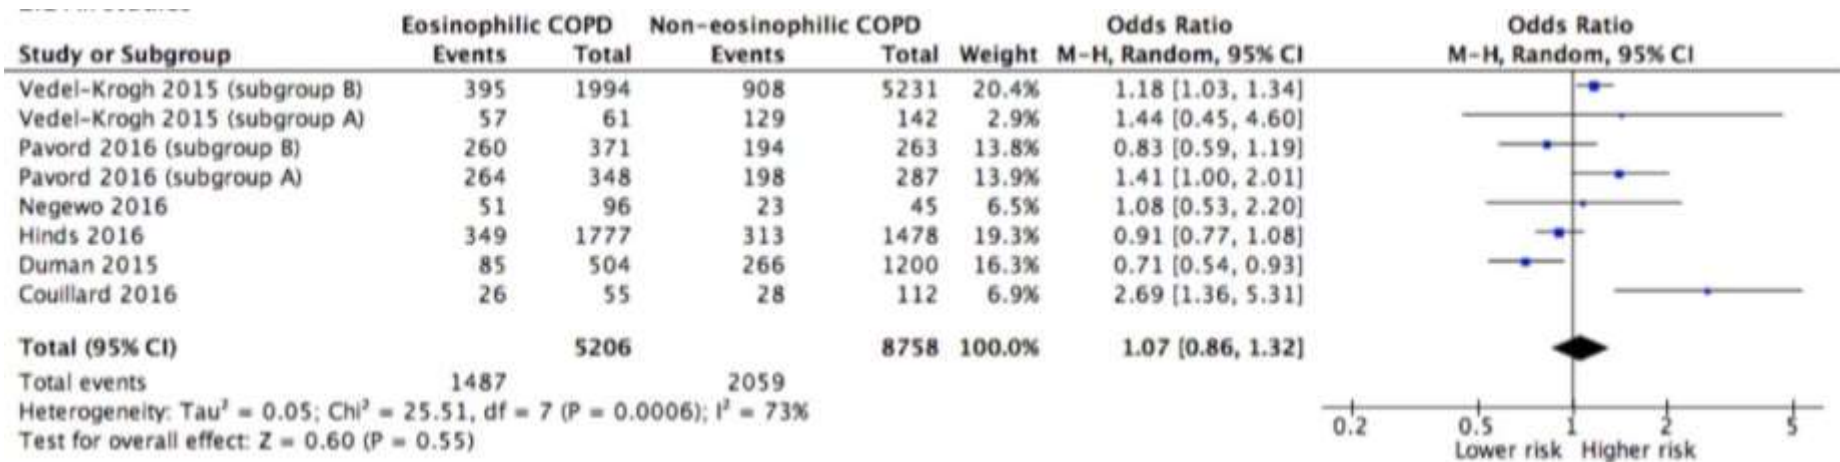 Eosinophilic COPD Non-eosinophilic COPD Odds Ratio Odds Ratio
Study or Subgroup Events Total Events Total Weight M-H, Random, 95% CI M-H, Random, 95% CI
Vedel-Krogh 2015 (subgroup B) 395 1994 908 5231 20.4% 1.18 [1.03, 1.34]
Vedel-Krogh 2015 (subgroup A) 57 61 129 142 2.9% 1.44 [0.45, 4.60]
Pavord 2016 (subgroup B) 260 371 194 263 13.8% 0.83 [0.59, 1.19]
Pavord 2016 (subgroup A) 264 348 198 287 13.9% 1.41 [1.00, 2.01]
Negewo 2016 51 96 23 45 6.5% 1.08 [0.53, 2.20]
Hinds 2016 349 1777 313 1478 19.3% 0.91 [0.77, 1.08]
Duman 2015 85 504 266 1200 16.3% 0.71 [0.54, 0.93]
Couillard 2016 26 55 28 112 6.9% 2.69 [1.36, 5.31]
Total (95% CI) 5206 8758 100.0% 1.07 [0.86, 1.32]
Total events 1487 2059
Heterogeneity: Tau² = 0.05; Chi² = 25.51, df = 7 (P = 0.0006); I² = 73%
Test for overall effect: Z = 0.60 (P = 0.55)
0.2 0.5 1 2 5
Lower risk Higher risk